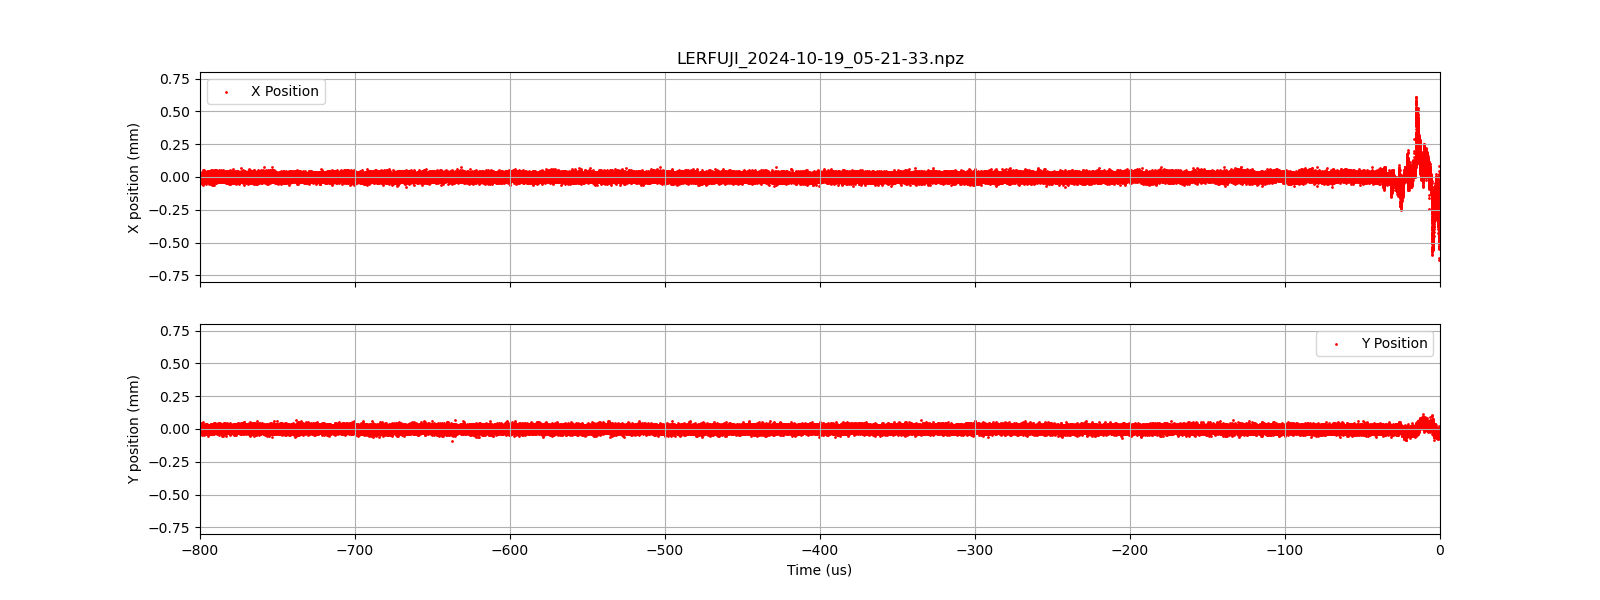 LERFUJI_2024-10-19_05-21-33.npz
0.75
0.50
0.25
0.00
−0.25
−0.50
−0.75
X position (mm)
X Position
0.75
0.50
0.25
0.00
−0.25
−0.50
−0.75
Y position (mm)
Y Position
−800 −700 −600 −500 −400 −300 −200 −100 0
Time (us)